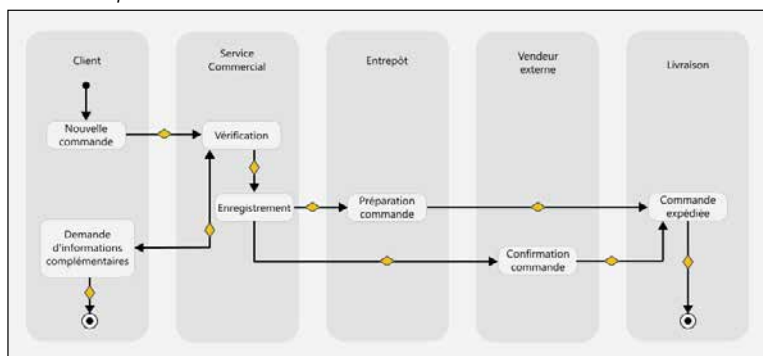 Client
Service
Commercial
Entrepôt
Vendeur
externe
Livraison
Nouvelle
commande
Vérification
Enregistrement
Préparation
commande
Commande
expédiée
Demande
d'informations
complémentaires
Confirmation
commande